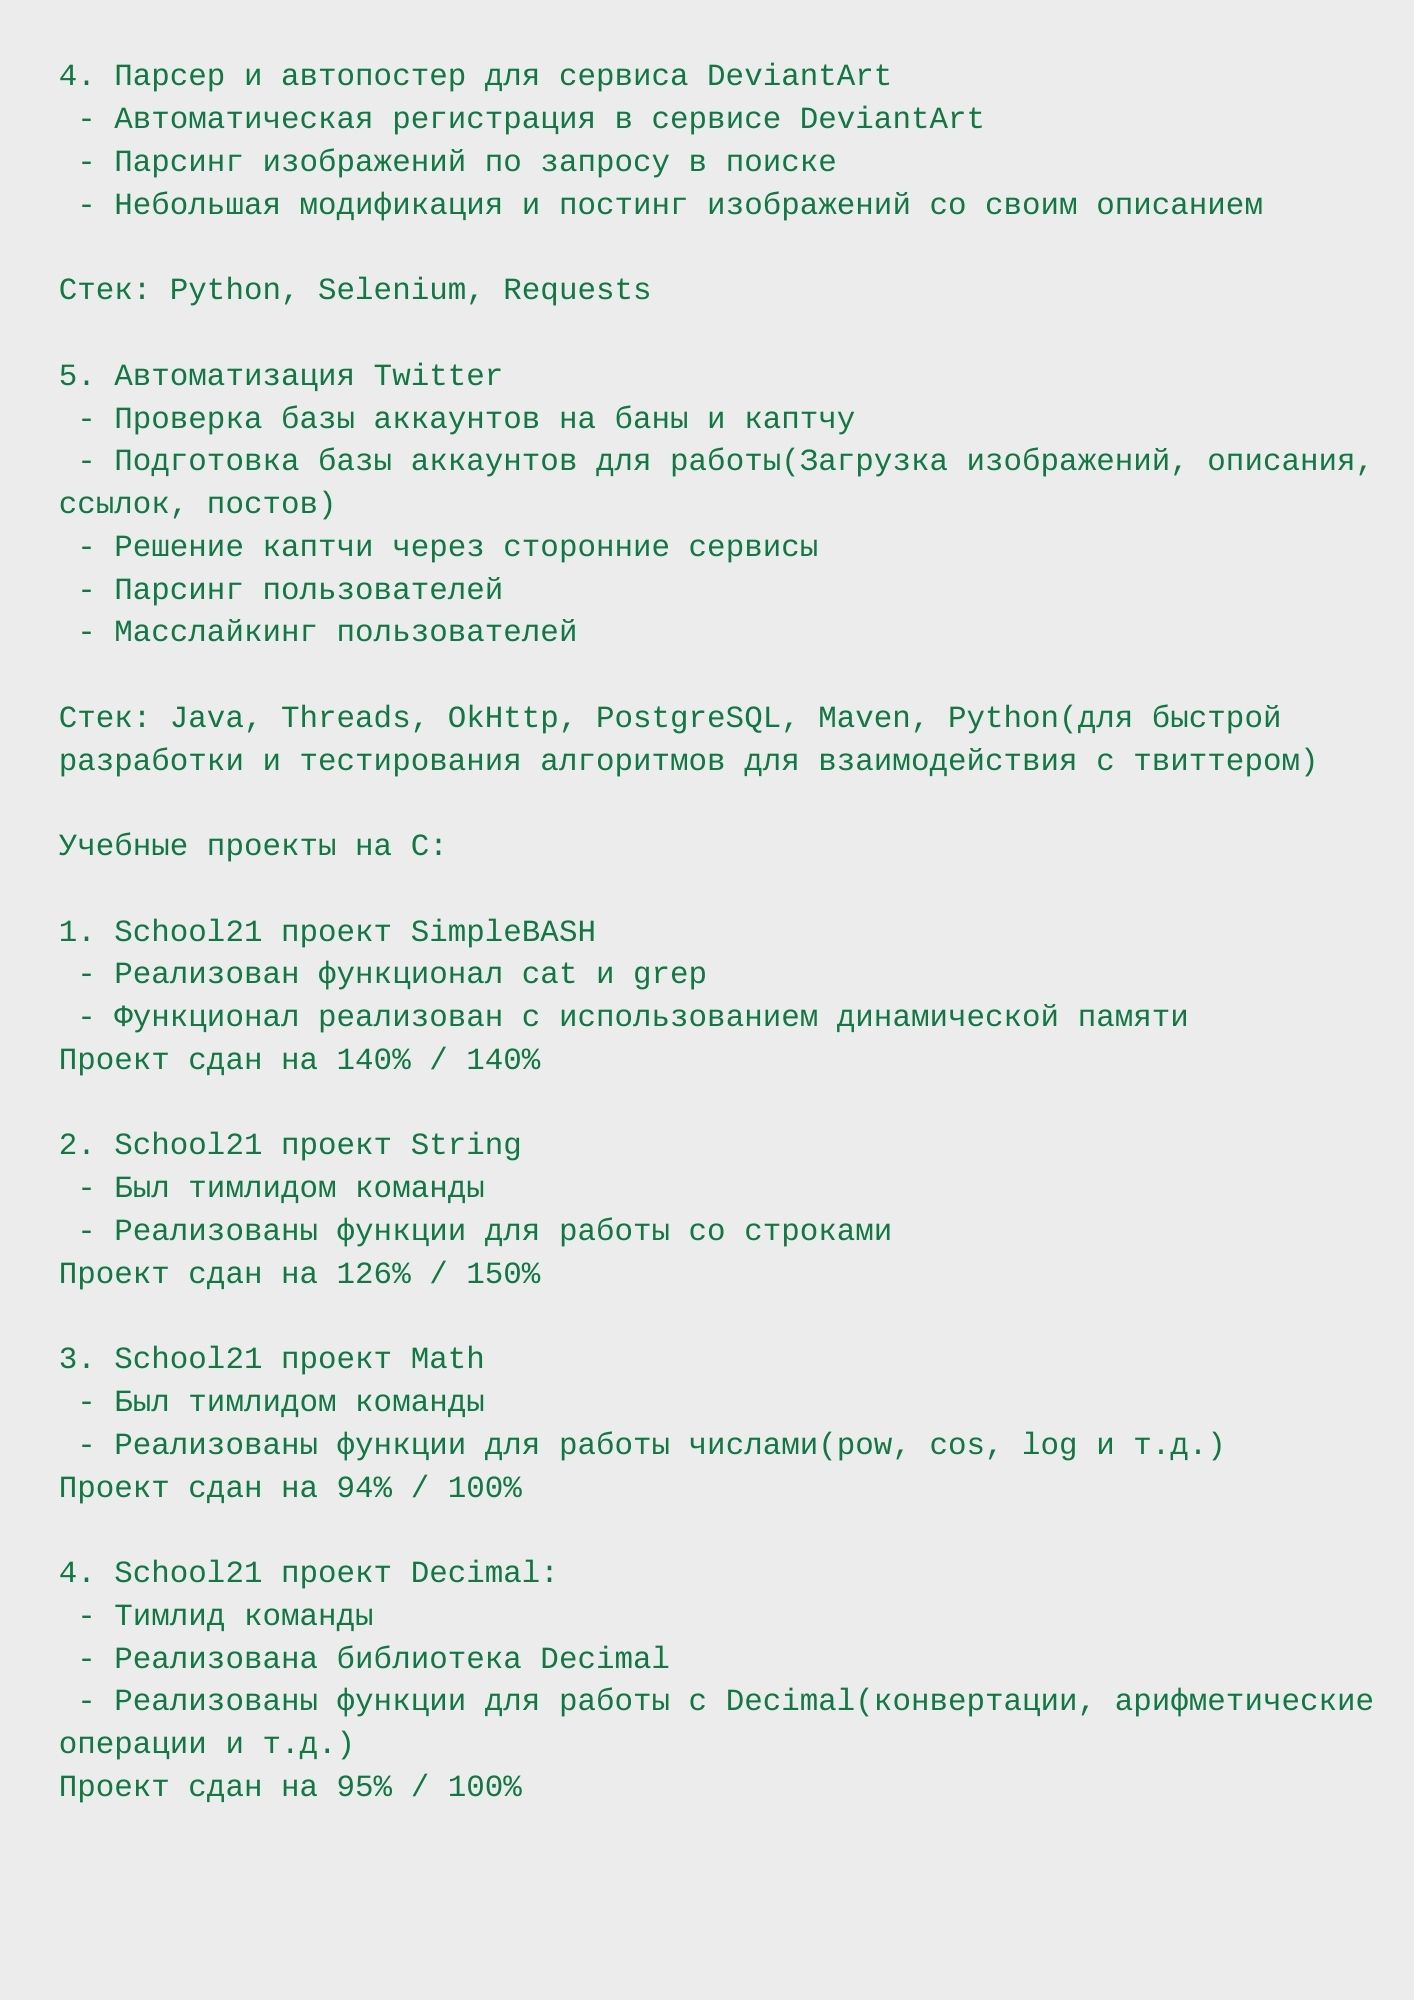 4. Парсер и автопостер для сервиса DeviantArt
- Автоматическая регистрация в сервисе DeviantArt
- Парсинг изображений по запросу в поиске
- Небольшая модификация и постинг изображений со своим описанием
Стек: Python, Selenium, Requests
5. Автоматизация Twitter
- Проверка базы аккаунтов на баны и каптчу
- Подготовка базы аккаунтов для работы(Загрузка изображений, описания,
ссылок, постов)
- Решение каптчи через сторонние сервисы
- Парсинг пользователей
- Масслайкинг пользователей
Стек: Java, Threads, OkHttp, PostgreSQL, Maven, Python(для быстрой
разработки и тестирования алгоритмов для взаимодействия с твиттером)
Учебные проекты на C:
1. School21 проект SimpleBASH
- Реализован функционал cat и grep
- Функционал реализован с использованием динамической памяти
Проект сдан на 140% / 140%
2. School21 проект String
- Был тимлидом команды
- Реализованы функции для работы со строками
Проект сдан на 126% / 150%
3. School21 проект Math
- Был тимлидом команды
- Реализованы функции для работы числами(pow, cos, log и т.д.)
Проект сдан на 94% / 100%
4. School21 проект Decimal:
- Тимлид команды
- Реализована библиотека Decimal
- Реализованы функции для работы с Decimal(конвертации, арифметические
операции и т.д.)
Проект сдан на 95% / 100%